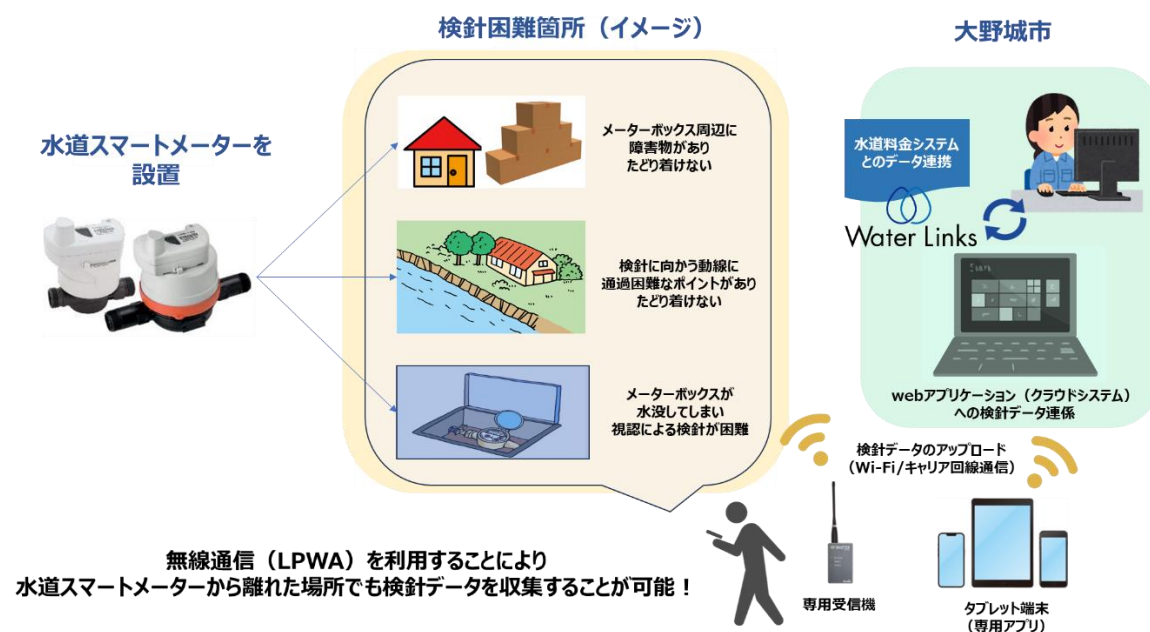 検針困難箇所（イメージ）
大野城市
水道スマートメーターを
設置
メーターボックス周辺に
障害物があり
たどり着けない
検針に向かう動線に
通過困難なポイントがあり
たどり着けない
メーターボックスが
水没してしまい
視認による検針が困難
水道料金システム
とのデータ連携
Water Links
Start
webアプリケーション（クラウドシステム）
への検針データ連係
検針データのアップロード
（Wi-Fi/キャリア回線通信）
専用受信機
タブレット端末
（専用アプリ）
無線通信（LPWA）を利用することにより
水道スマートメーターから離れた場所でも検針データを収集することが可能！